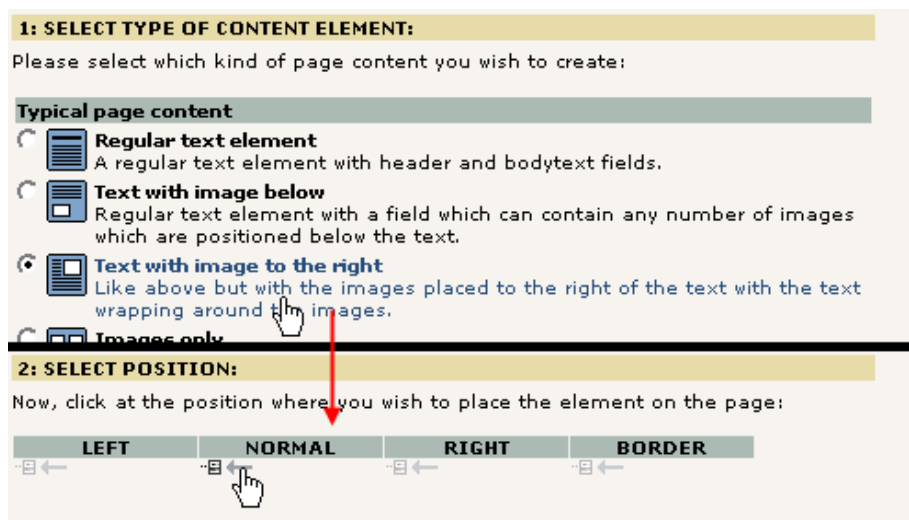 1: SELECT TYPE OF CONTENT ELEMENT:
Please select which kind of page content you wish to create:
Typical page content
Regular text element
A regular text element with header and bodytext fields.
Text with image below
Regular text element with a field which can contain any number of images
which are positioned below the text.
Text with image to the right
Like above but with the images placed to the right of the text with the text
wrapping around the images.
Images only
2: SELECT POSITION:
Now, click at the position where you wish to place the element on the page:
LEFT NORMAL RIGHT BORDER